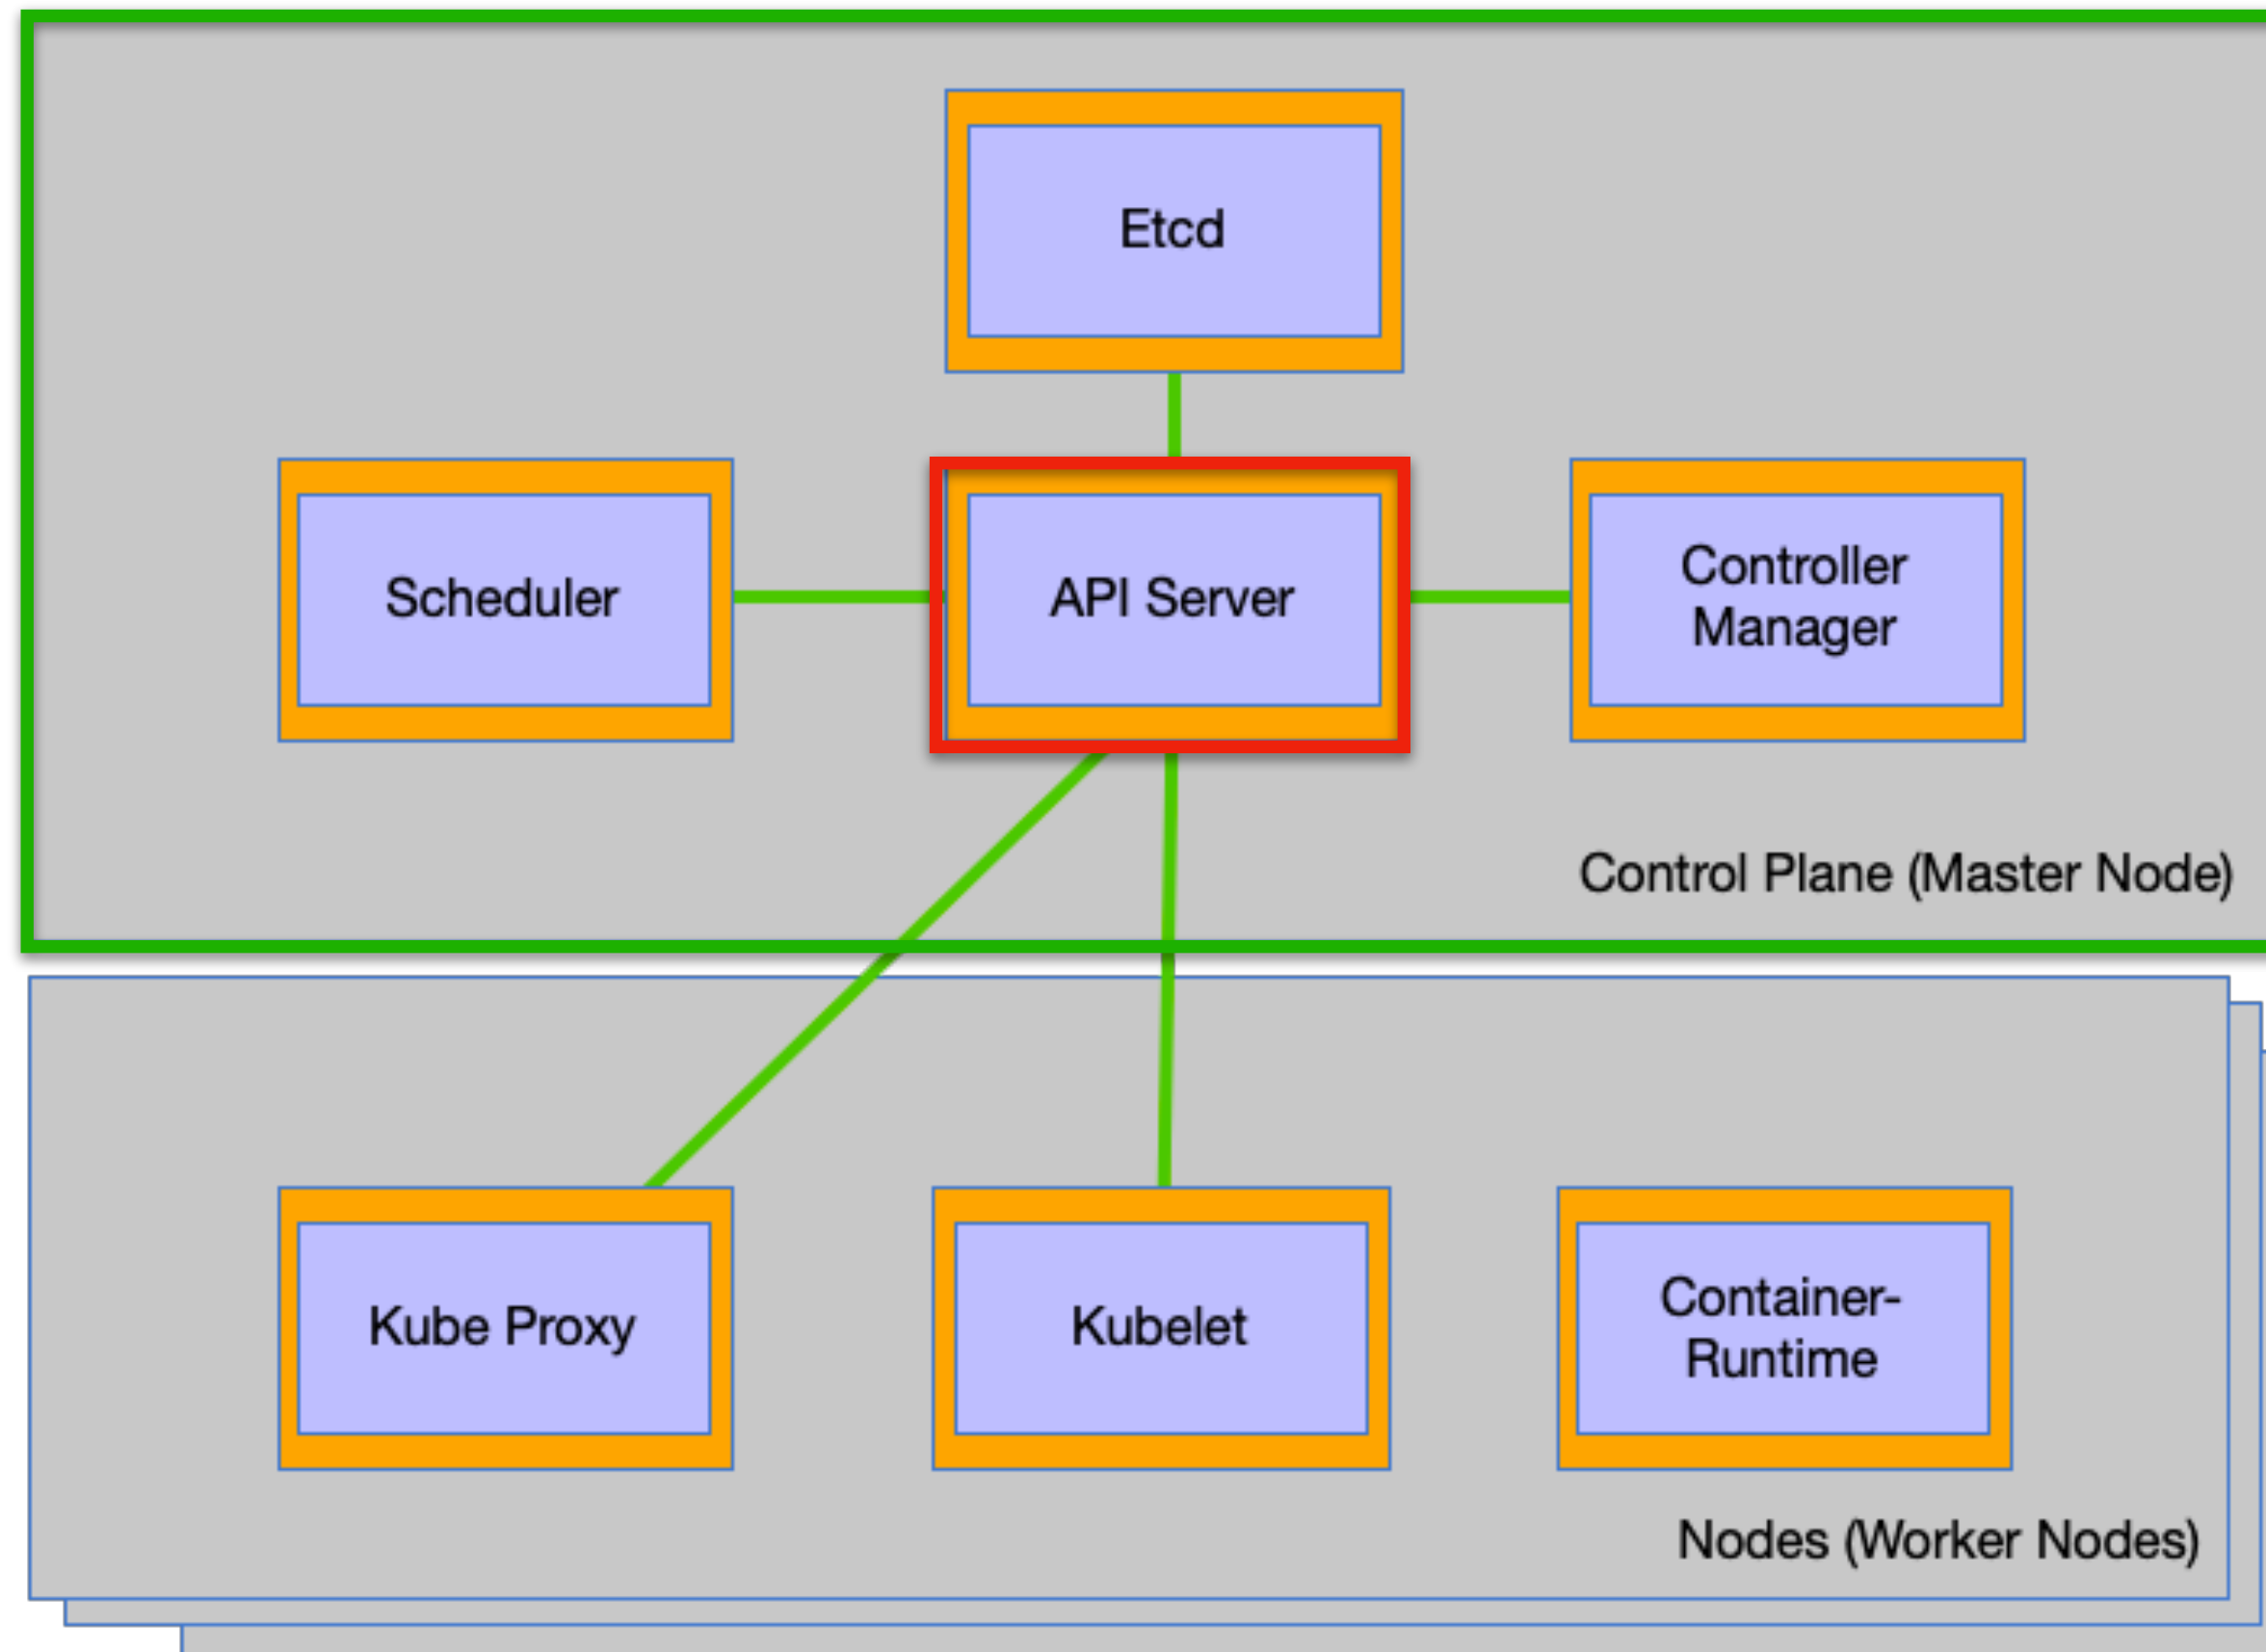 Etcd
Scheduler
API Server
Controller
Manager
Control Plane (Master Node)
Kube Proxy
Kubelet
Container-
Runtime
Nodes (Worker Nodes)